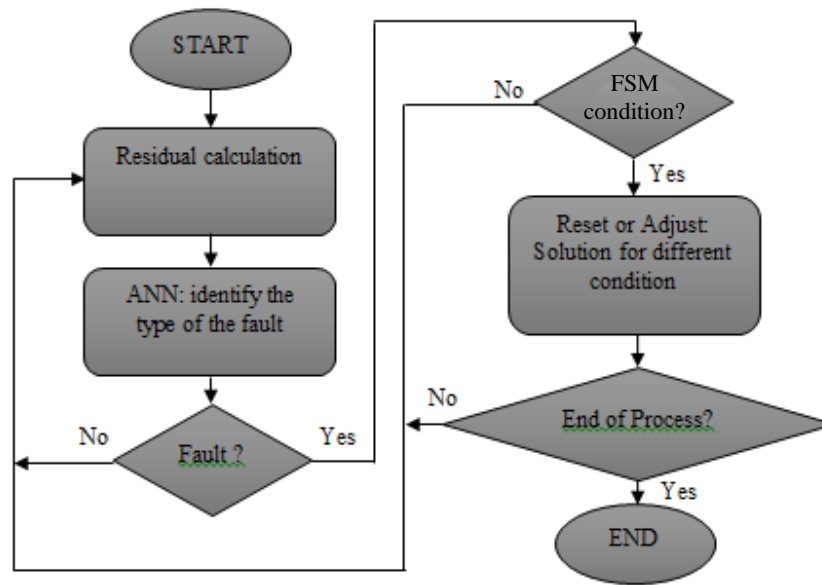 START
Residual calculation
ANN: identify the
type of the fault
Fault ?
No
Yes
FSM
condition?
No
Yes
Reset or Adjust:
Solution for different
condition
End of Process?
No
Yes
END